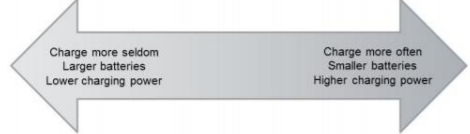 Charge more seldom
Larger batteries
Lower charging power
Charge more often
Smaller batteries
Higher charging power